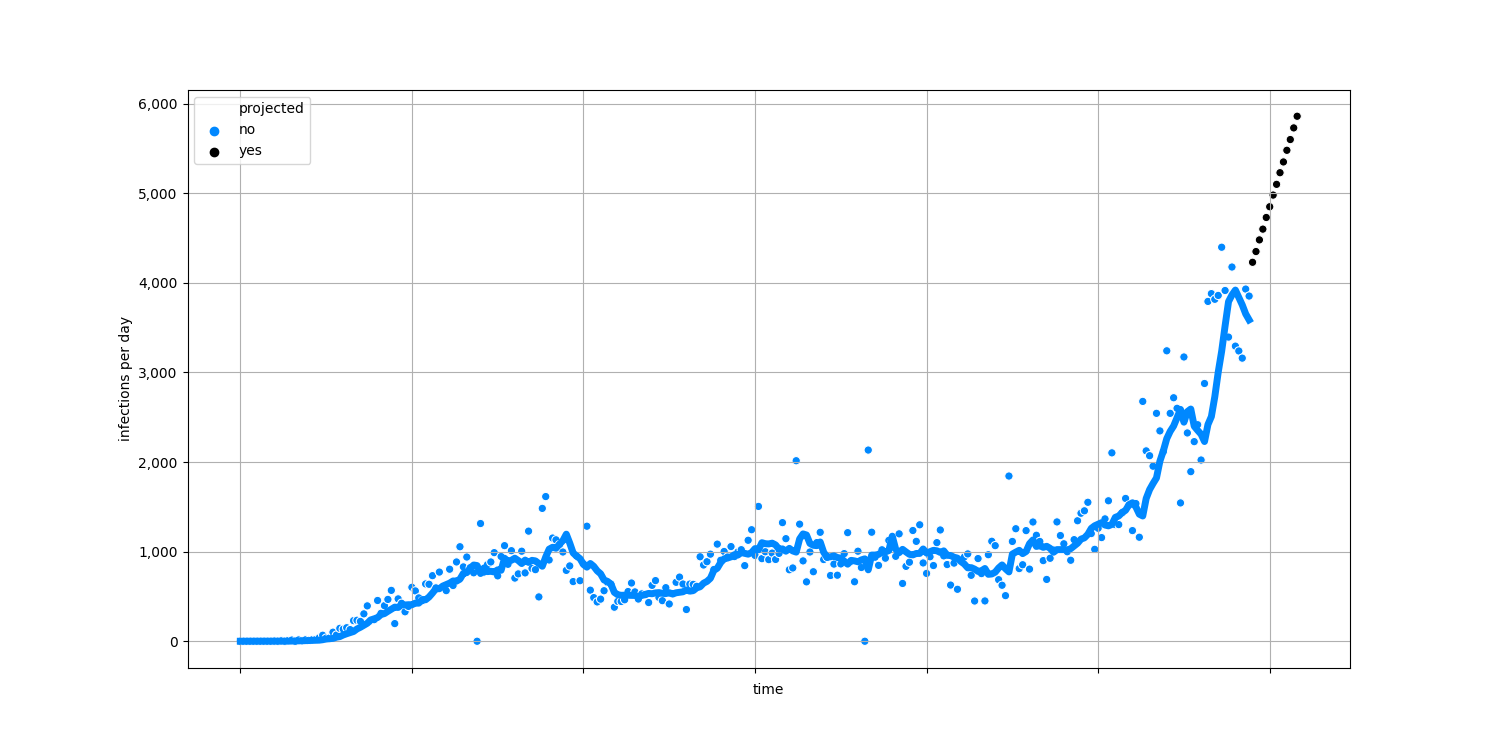 projected
no
yes
6,000
5,000
4,000
3,000
2,000
1,000
0
infections per day
time